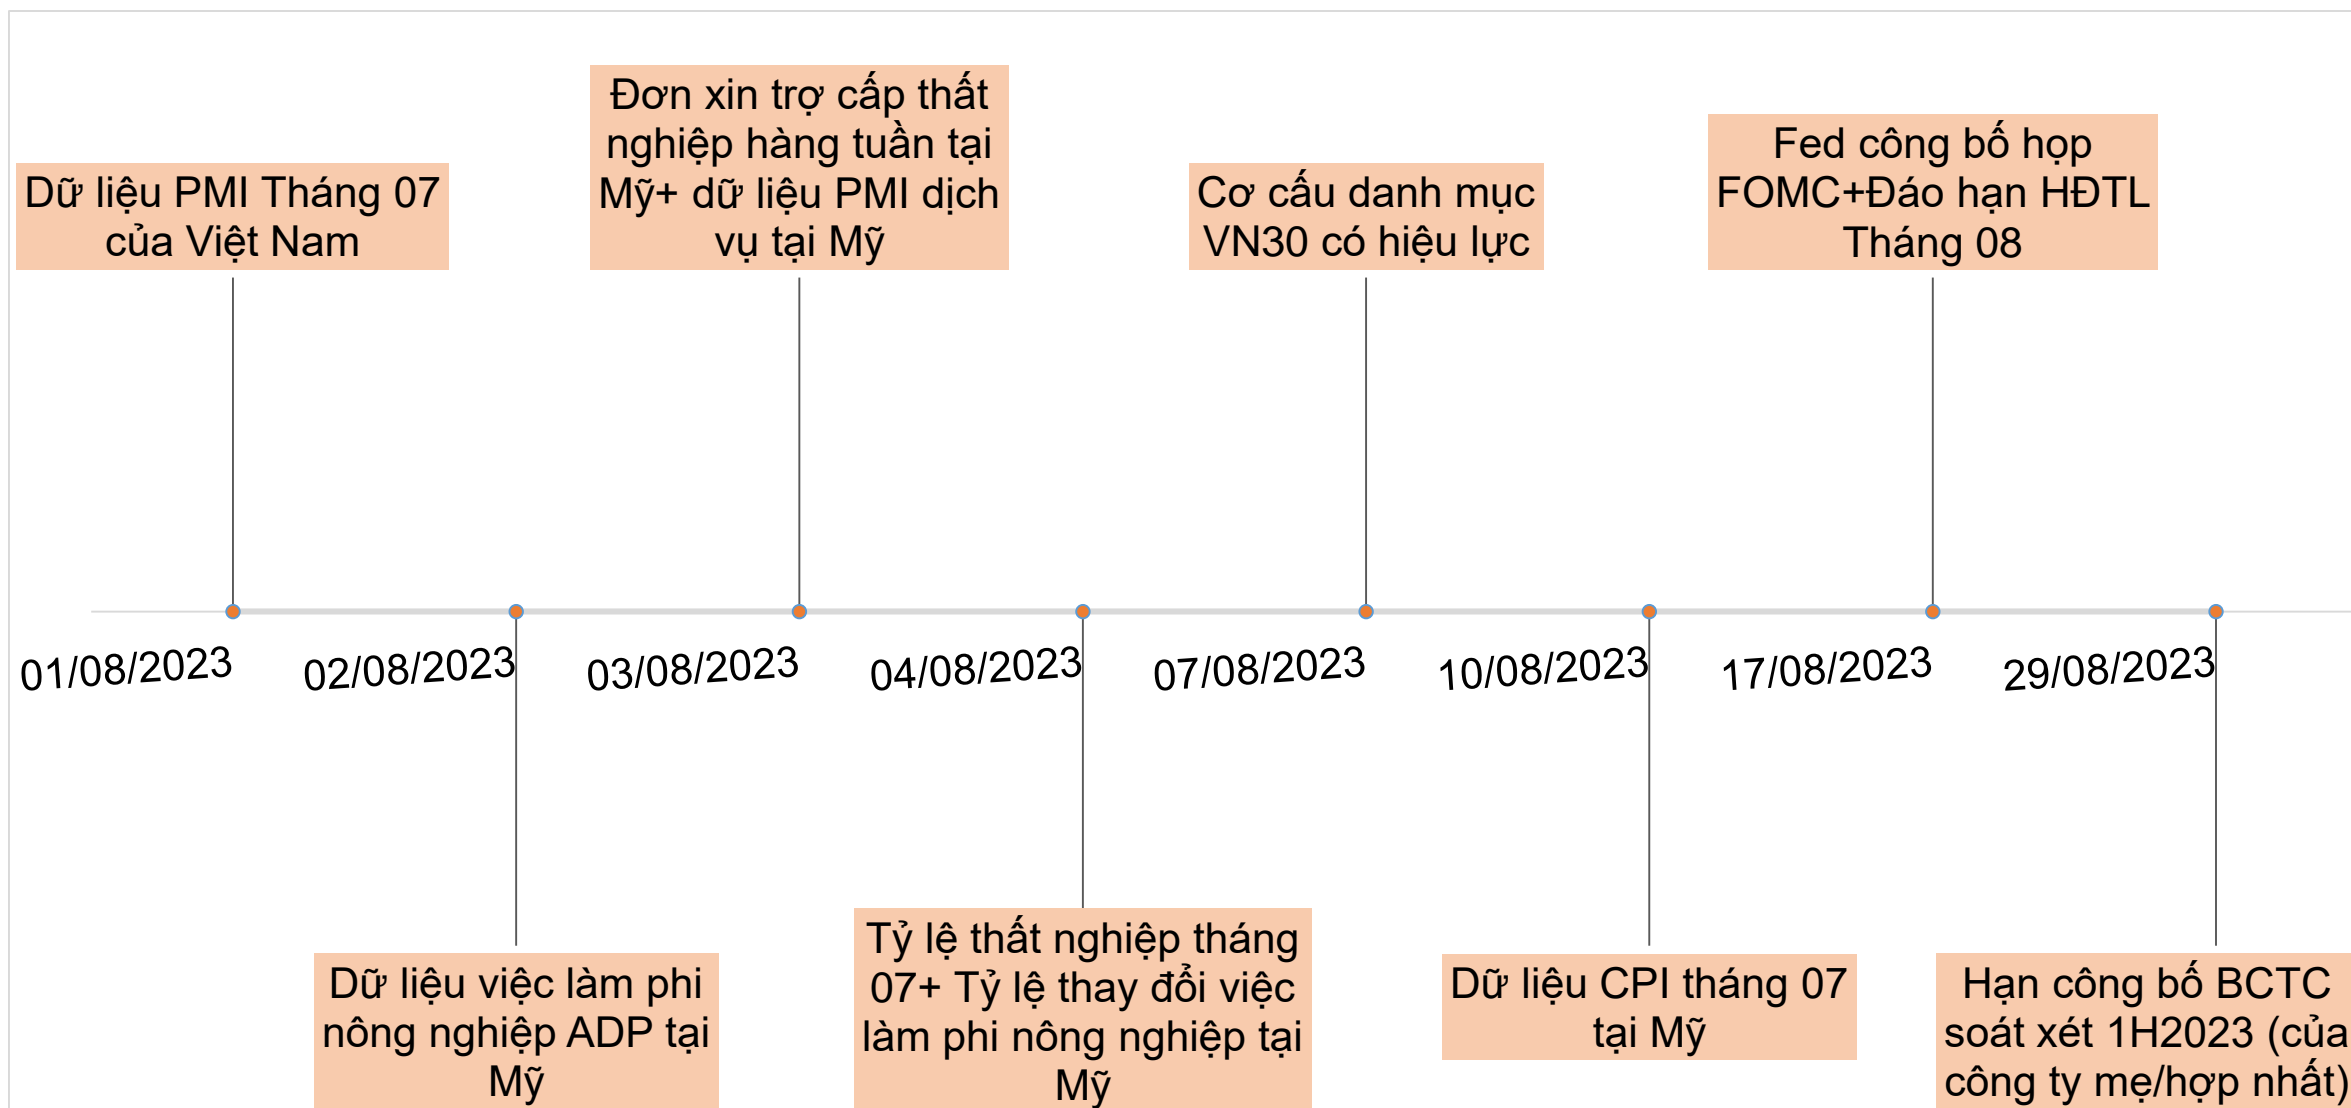 Dữ liệu PMI Tháng 07
của Việt Nam
Đơn xin trợ cấp thất
nghiệp hàng tuần tại
Mỹ+ dữ liệu PMI dịch
vụ tại Mỹ
Cơ cấu danh mục
VN30 có hiệu lực
Fed công bố họp
FOMC+Đáo hạn HĐTL
Tháng 08
01/08/2023
02/08/2023
03/08/2023
04/08/2023
07/08/2023
10/08/2023
17/08/2023
29/08/2023
Dữ liệu việc làm phi
nông nghiệp ADP tại
Mỹ
Tỷ lệ thất nghiệp tháng
07+ Tỷ lệ thay đổi việc
làm phi nông nghiệp tại
Mỹ
Dữ liệu CPI tháng 07
tại Mỹ
Hạn công bố BCTC
soát xét 1H2023 (của
công ty mẹ/hợp nhất)